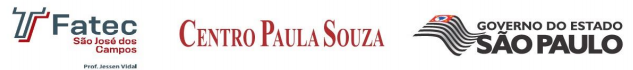 Fatec
São José dos
Campos
Prof. Jessen Vidal
CENTRO PAULA SOUZA
GOVERNO DO ESTADO
SÃO PAULO